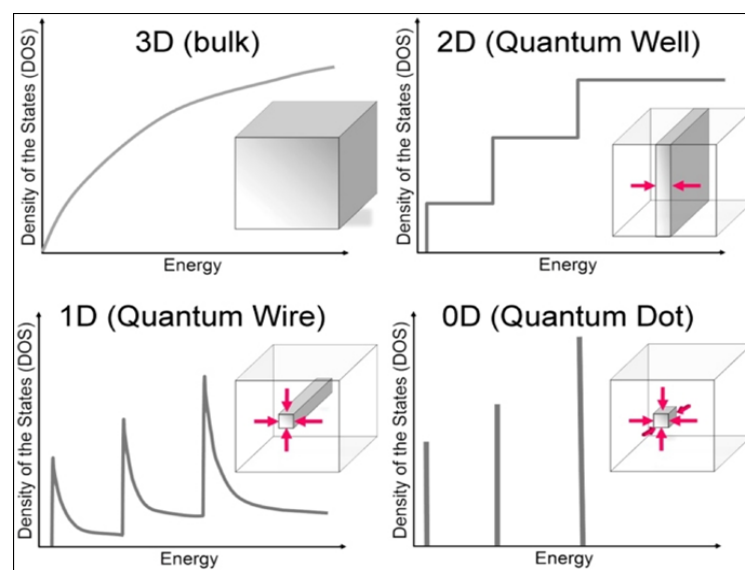 3D (bulk)
Density of the States (DOS)
Energy
2D (Quantum Well)
Density of the States (DOS)
Energy
1D (Quantum Wire)
Density of the States (DOS)
Energy
0D (Quantum Dot)
Density of the States (DOS)
Energy